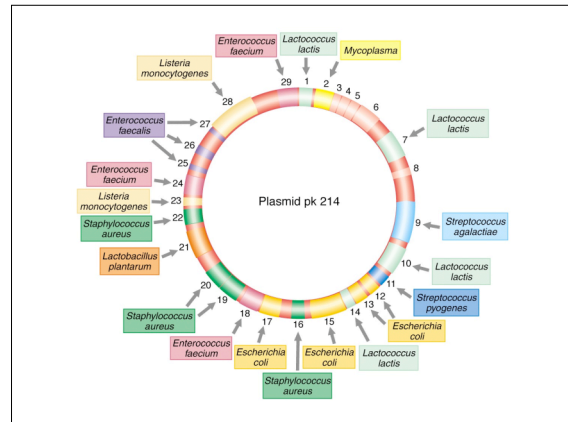 Enterococcus
faecium
Lactococcus
lactis
Mycoplasma
Listeria
monocytogenes
29
1
2
3
4
5
6
28
Enterococcus
faecalis
27
26
25
7
Lactococcus
lactis
8
Enterococcus
faecium
24
Listeria
monocytogenes
23
Plasmid pk 214
Staphylococcus
aureus
22
9
Streptococcus
agalactiae
Lactobacillus
plantarum
21
10
Lactococcus
lactis
20
19
11
Streptococcus
pyogenes
Staphylococcus
aureus
18
17
16
15
14
13
12
Escherichia
coli
Enterococcus
faecium
Escherichia
coli
Escherichia
coli
Lactococcus
lactis
Staphylococcus
aureus